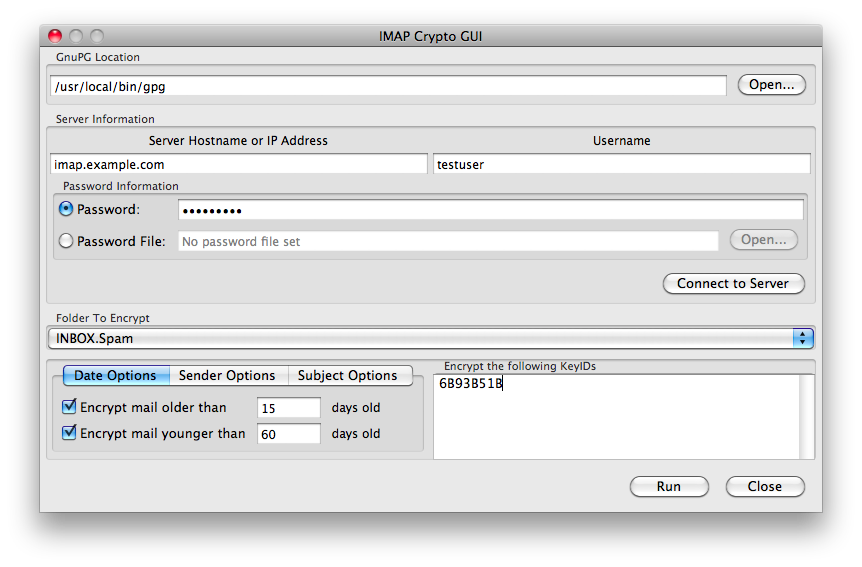 IMAP Crypto GUI
GnuPG Location
/usr/local/bin/gpg Open...
Server Information
Server Hostname or IP Address Username
imap.example.com testuser
Password Information
Password: •••••••••
Password File: No password file set Open...
Connect to Server
Folder To Encrypt
INBOX.Spam
Date Options Sender Options Subject Options
Encrypt mail older than 15 days old
Encrypt mail younger than 60 days old
Encrypt the following KeyIDs
6B93B51B
Run Close